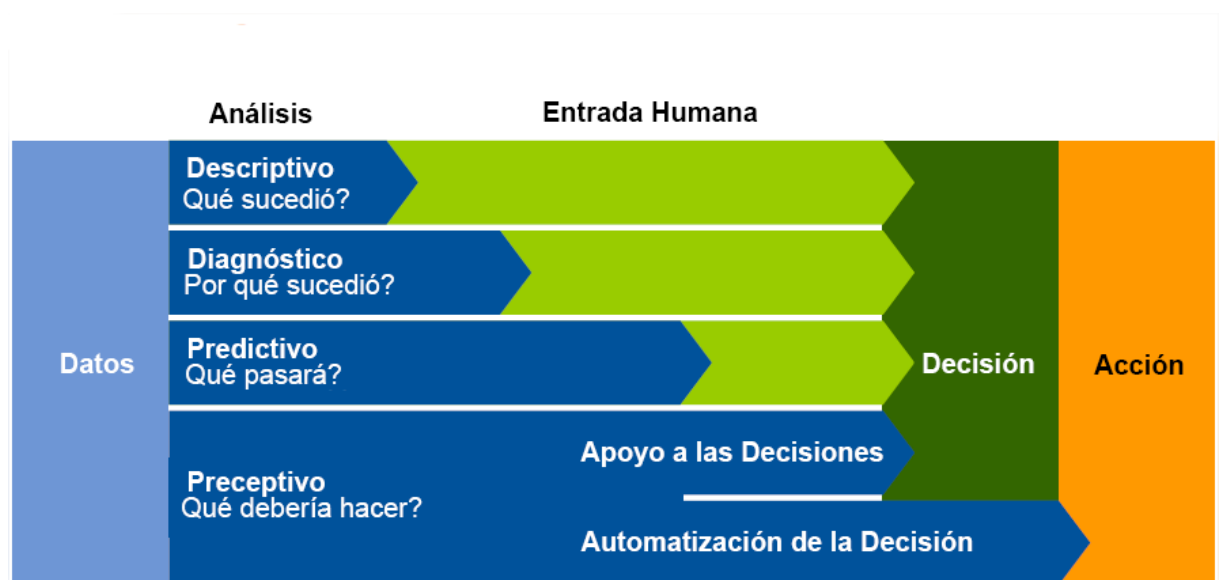 Análisis
Entrada Humana
Datos
Descriptivo
Qué sucedió?
Diagnóstico
Por qué sucedió?
Predictivo
Qué pasará?
Preceptivo
Qué debería hacer?
Apoyo a las Decisiones
Automatización de la Decisión
Decisión
Acción